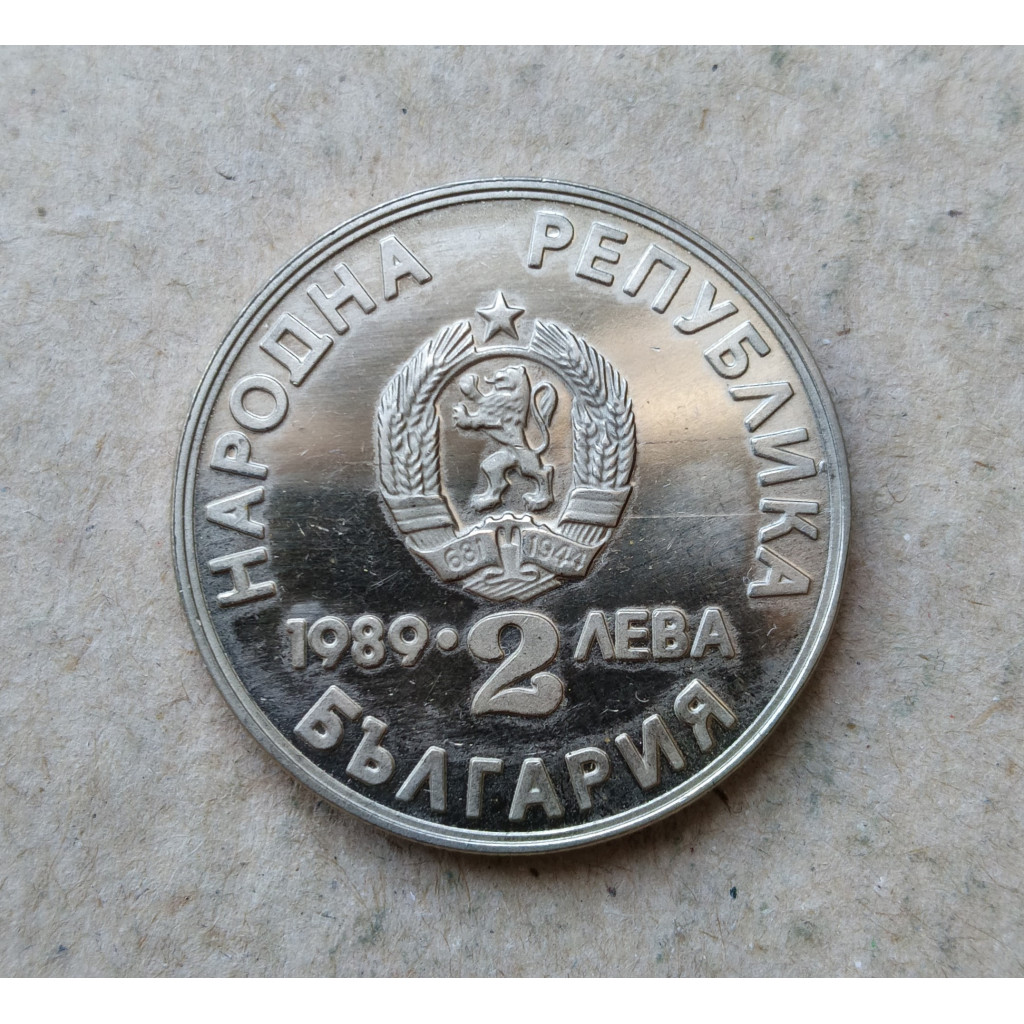 НАРОДНА РЕПУБЛИКА
681 1944
1989 • 2 ЛЕВА
БЪЛГАРИЯ